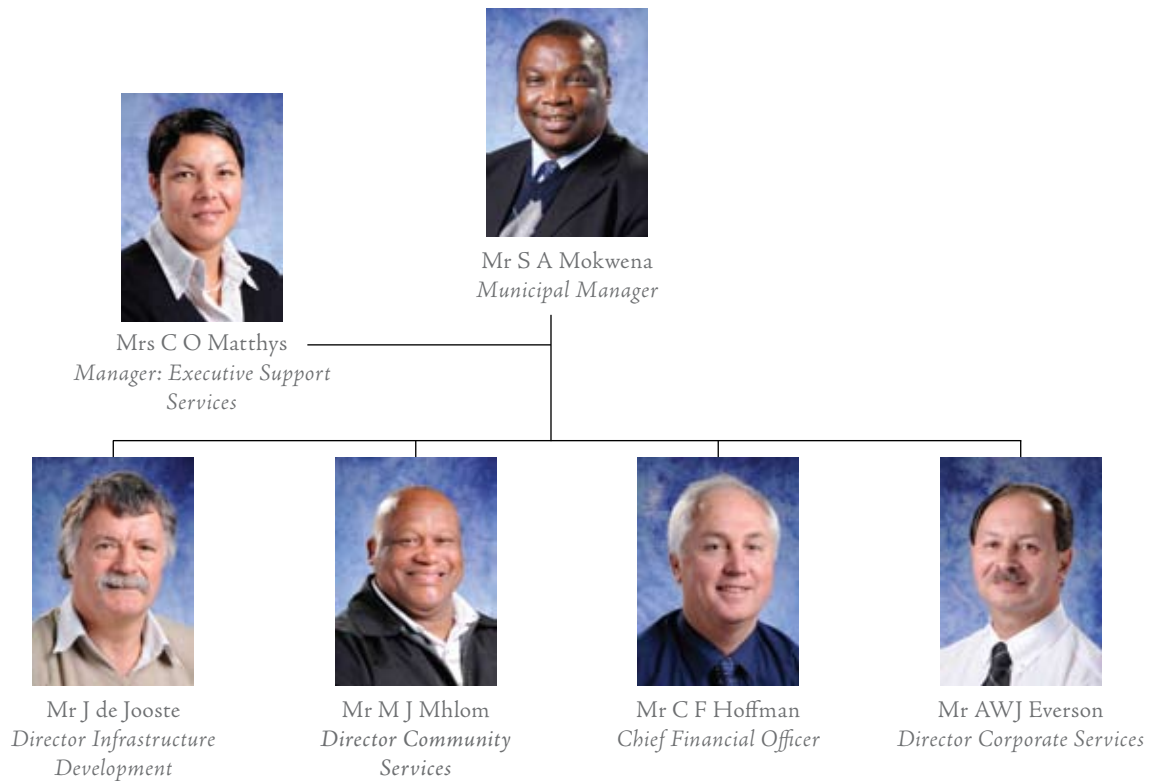 Mr S A Mokwena
Municipal Manager
Mrs C O Matthys
Manager: Executive Support
Services
Mr J de Jooste
Director Infrastructure
Development
Mr M J Mhlom
Director Community
Services
Mr C F Hoffman
Chief Financial Officer
Mr AWJ Everson
Director Corporate Services